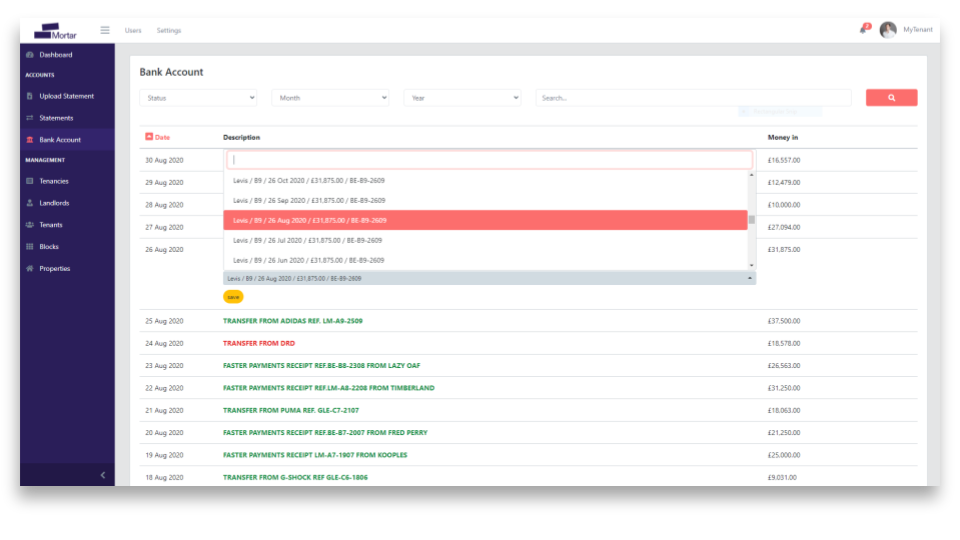 Mortar
Users Settings
2
MyTenant
Dashboard
ACCOUNTS
Upload Statement
Statements
Bank Account
MANAGEMENT
Tenancies
Landlords
Tenants
Blocks
Properties
Bank Account
Status Month Year Search...
Date Description Money in
30 Aug 2020 £16,557.00
Levis / B9 / 26 Oct 2020 / £31,875.00 / BE-B9-2609
29 Aug 2020 £12,479.00
Levis / B9 / 26 Sep 2020 / £31,875.00 / BE-B9-2609
28 Aug 2020 £10,000.00
Levis / B9 / 26 Aug 2020 / £31,875.00 / BE-B9-2609
27 Aug 2020 £27,094.00
Levis / B9 / 26 Jul 2020 / £31,875.00 / BE-B9-2609
26 Aug 2020 £31,875.00
Levis / B9 / 26 Jun 2020 / £31,875.00 / BE-B9-2609
Levis / B9 / 26 Aug 2020 / £31,875.00 / BE-B9-2609
save
25 Aug 2020 TRANSFER FROM ADIDAS REF. LM-A9-2509 £37,500.00
24 Aug 2020 TRANSFER FROM DRD £18,578.00
23 Aug 2020 FASTER PAYMENTS RECEIPT REF.BE-B8-2308 FROM LAZY OAF £26,563.00
22 Aug 2020 FASTER PAYMENTS RECEIPT REF.LM-A8-2208 FROM TIMBERLAND £31,250.00
21 Aug 2020 TRANSFER FROM PUMA REF. GLE-C7-2107 £18,063.00
20 Aug 2020 FASTER PAYMENTS RECEIPT REF.BE-B7-2007 FROM FRED PERRY £21,250.00
19 Aug 2020 FASTER PAYMENTS RECEIPT LM-A7-1907 FROM KOOPLES £25,000.00
18 Aug 2020 TRANSFER FROM G-SHOCK REF GLE-C6-1806 £9,031.00